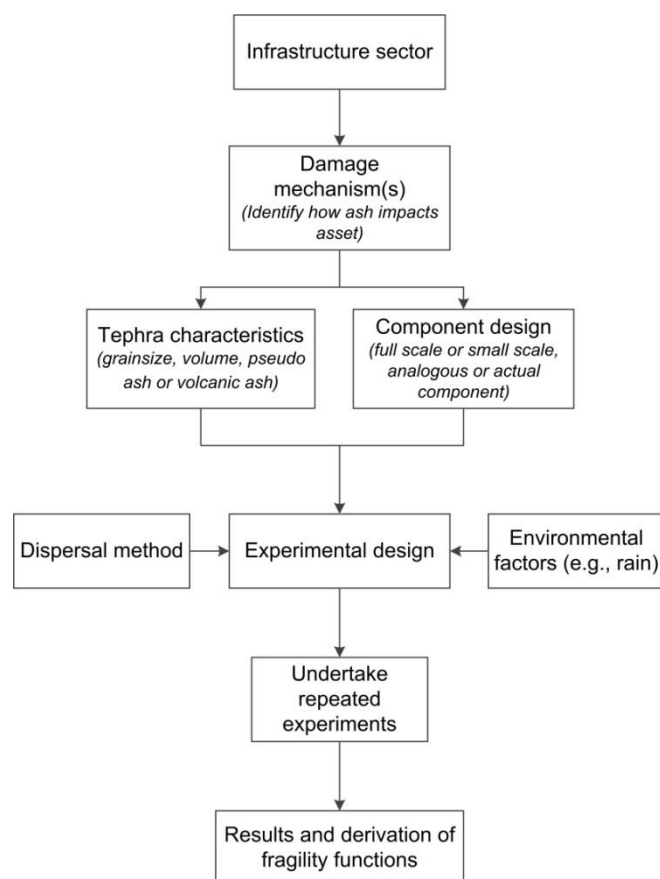 Infrastructure sector
Damage
mechanism(s)
(Identify how ash impacts
asset)
Tephra characteristics
(grainsize, volume, pseudo
ash or volcanic ash)
Component design
(full scale or small scale,
analogous or actual
component)
Dispersal method
Experimental design
Environmental
factors (e.g., rain)
Undertake
repeated
experiments
Results and derivation of
fragility functions